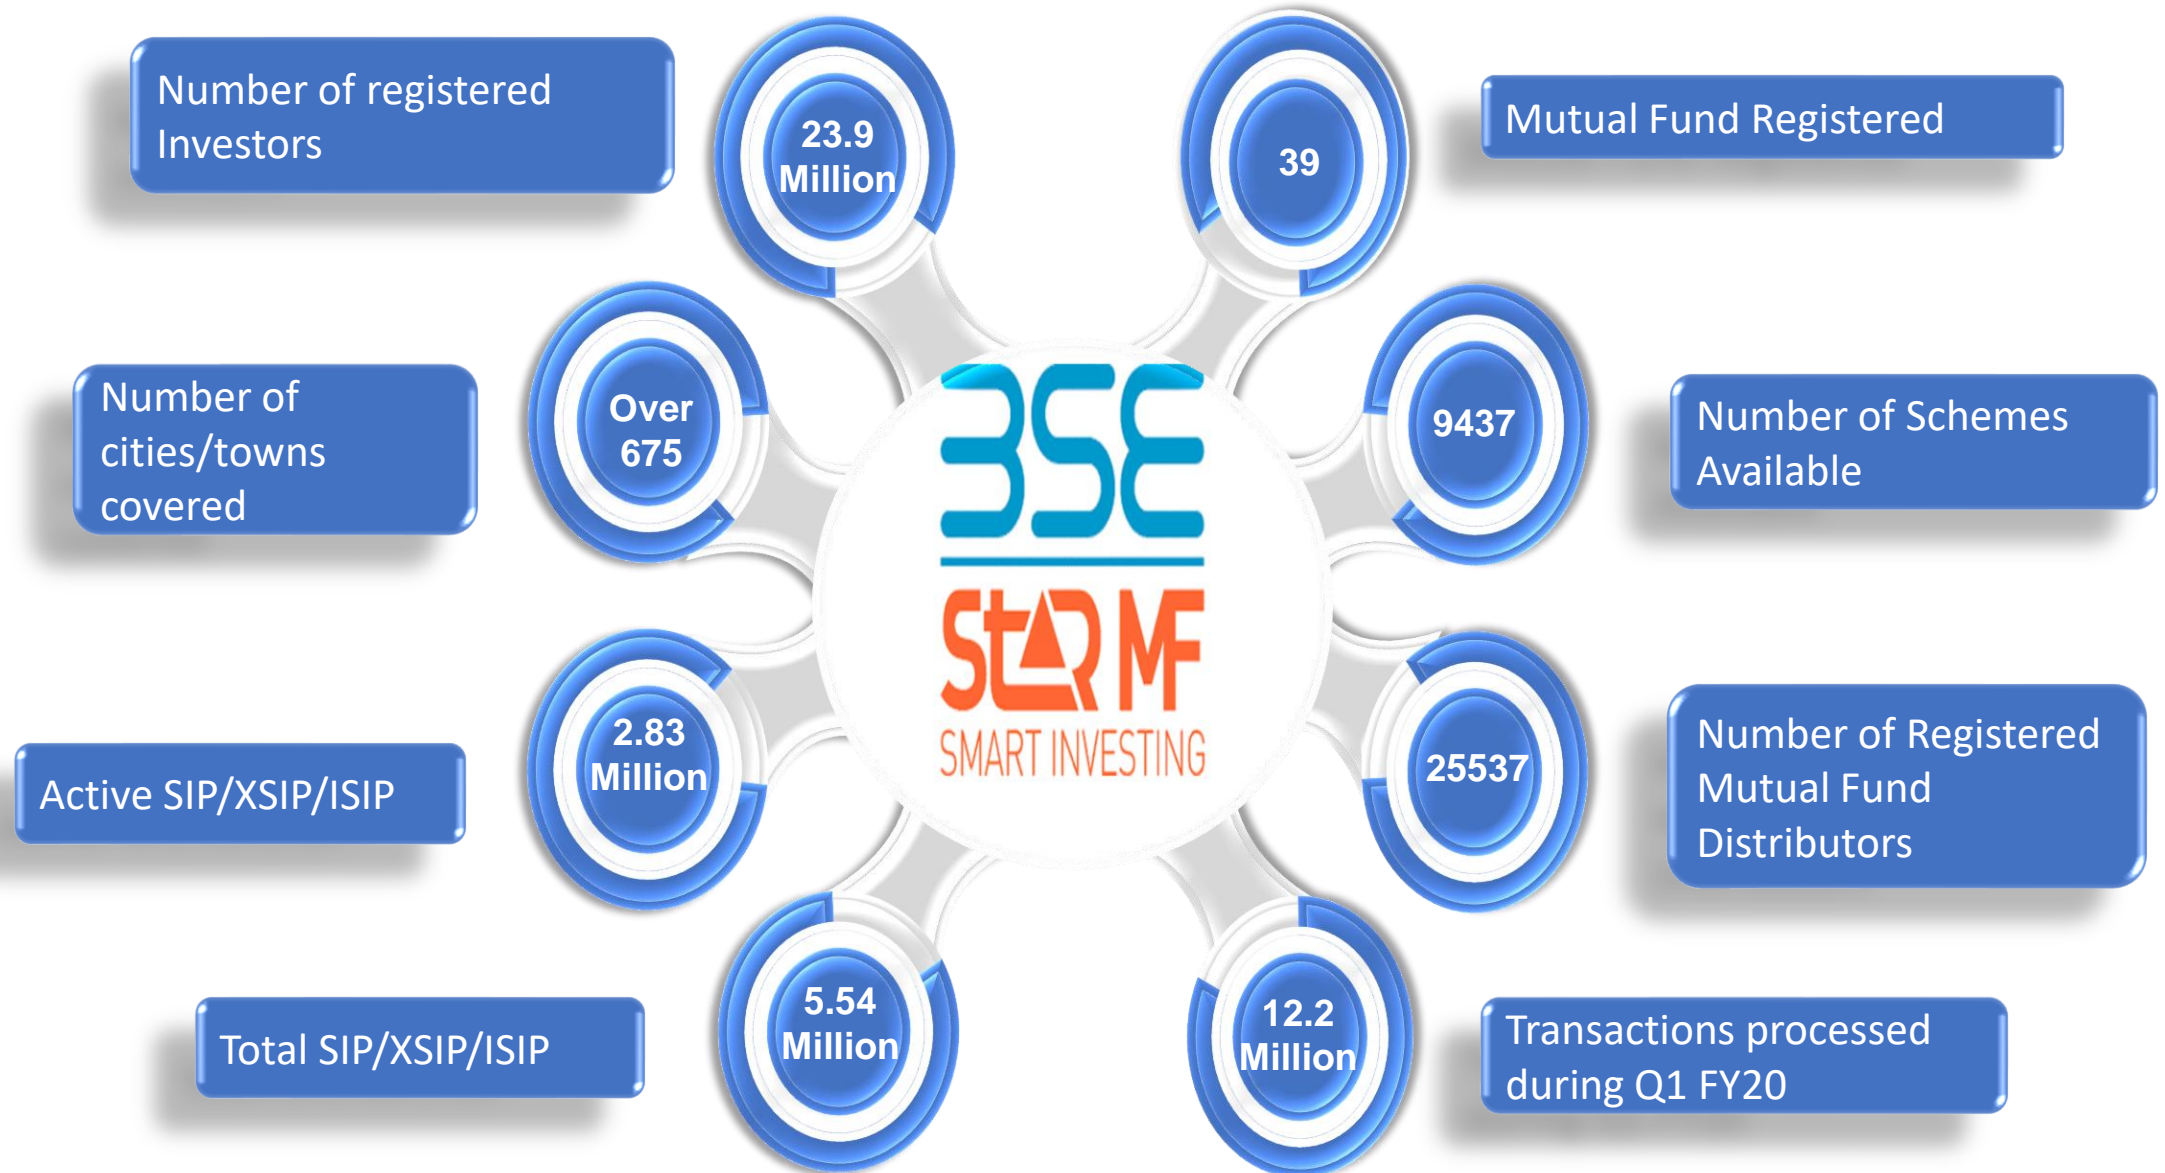 Number of registered
Investors
23.9
Million
39
Mutual Fund Registered
Number of
cities/towns
covered
Over
675
9437
Number of Schemes
Available
BSE
StAR MF
SMART INVESTING
Active SIP/XSIP/ISIP
2.83
Million
25537
Number of Registered
Mutual Fund
Distributors
Total SIP/XSIP/ISIP
5.54
Million
12.2
Million
Transactions processed
during Q1 FY20